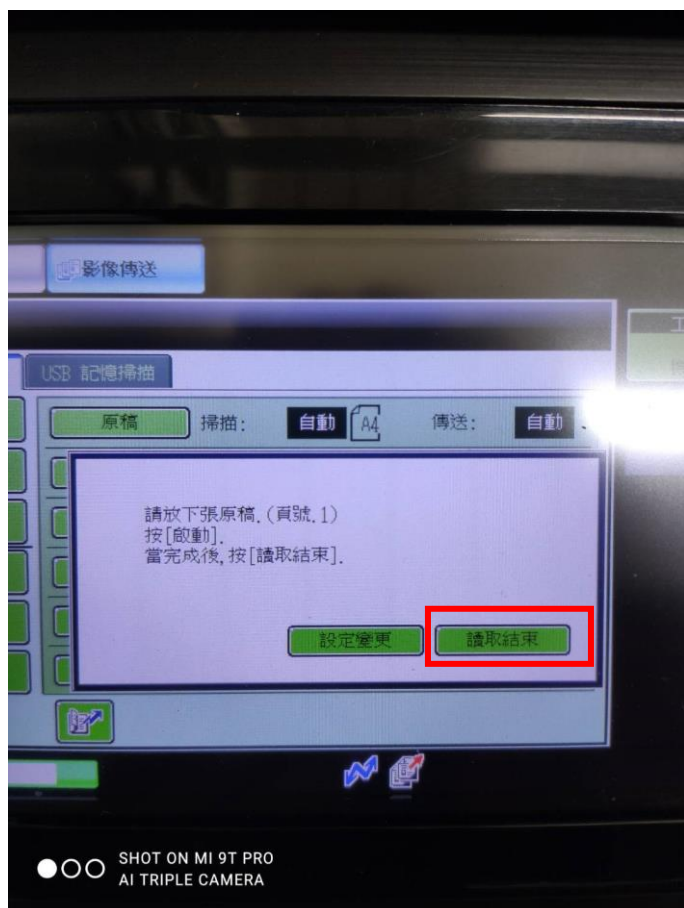 影像傳送
USB 記憶掃描
原稿 掃描: 自動 A4 傳送: 自動
請放下張原稿.(頁號.1)
按[啟動].
當完成後,按[讀取結束].
設定變更 讀取結束
SHOT ON MI 9T PRO
AI TRIPLE CAMERA